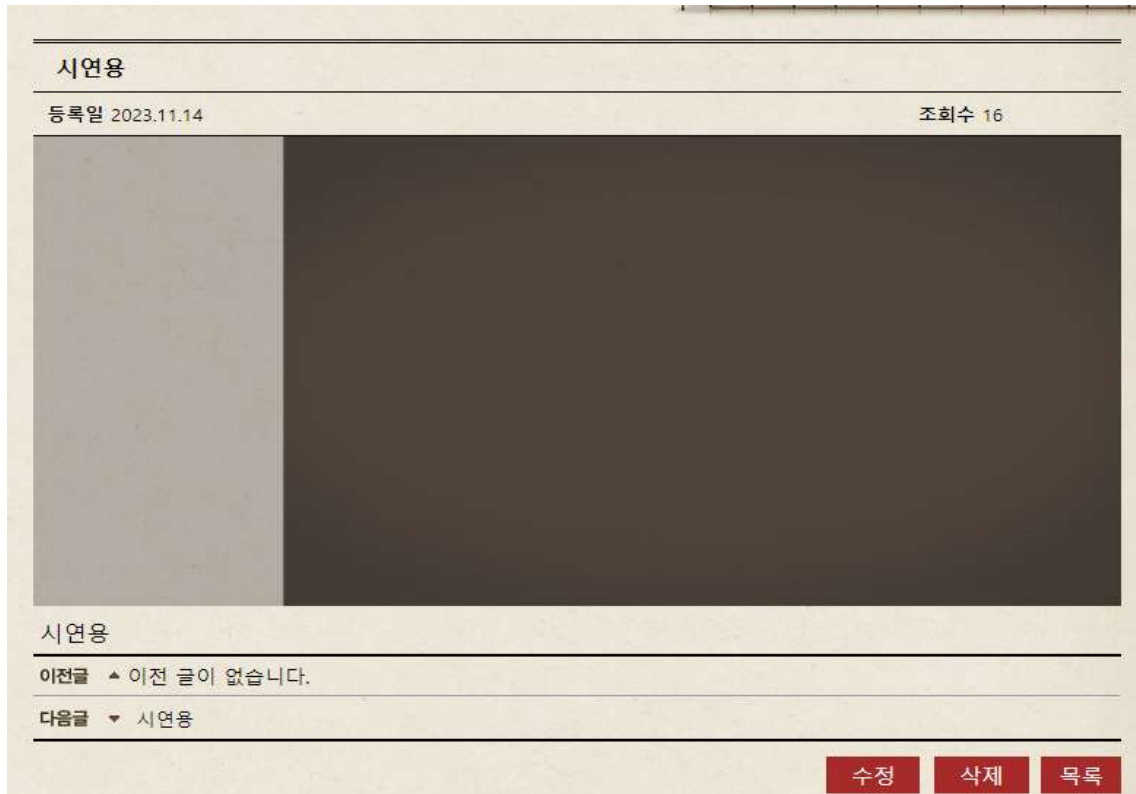 시연용
등록일 2023.11.14 조회수 16
시연용
이전글 ▲ 이전 글이 없습니다.
다음글 ▼ 시연용
수정 삭제 목록